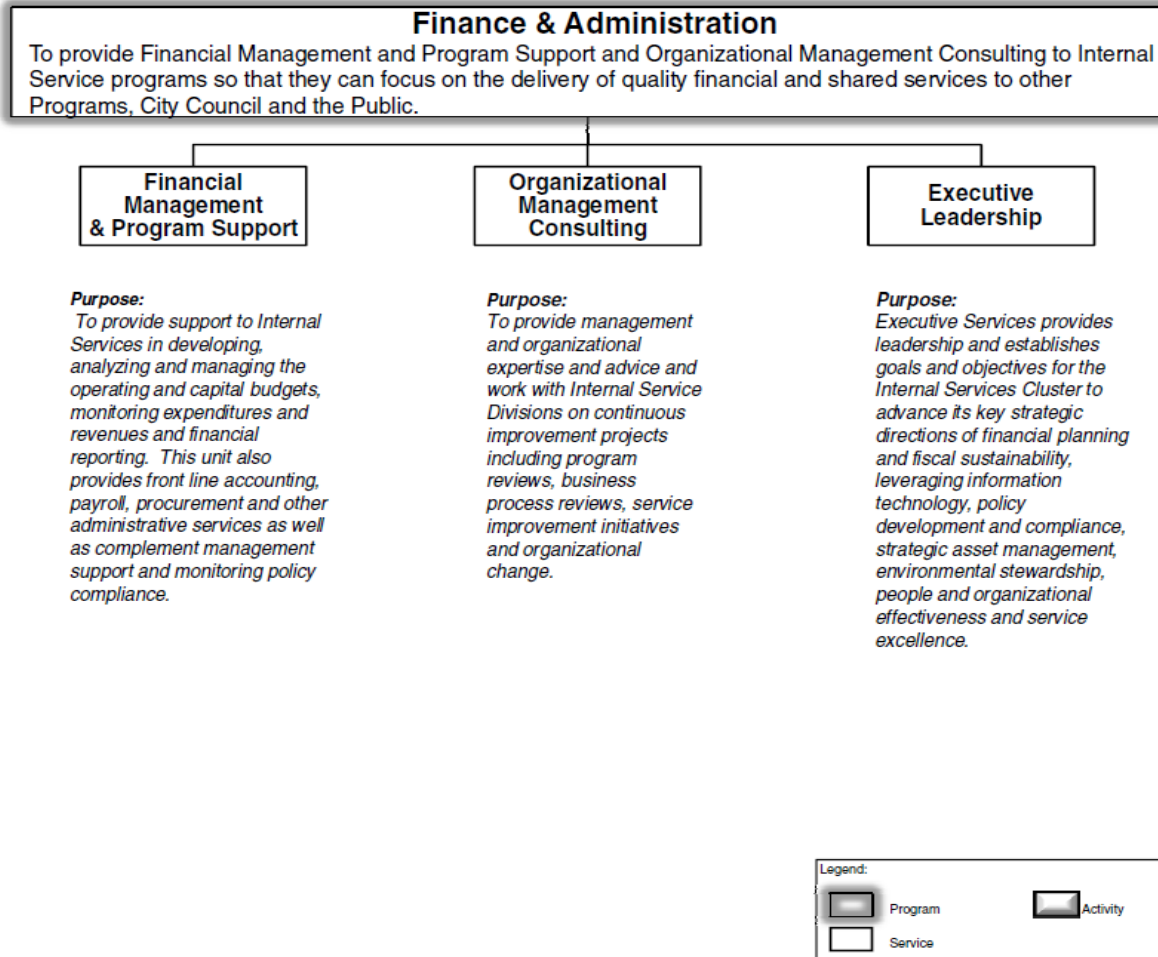 Finance & Administration
To provide Financial Management and Program Support and Organizational Management Consulting to Internal
Service programs so that they can focus on the delivery of quality financial and shared services to other
Programs, City Council and the Public.
Financial
Management
& Program Support
Organizational
Management
Consulting
Executive
Leadership
Purpose:
To provide support to Internal
Services in developing,
analyzing and managing the
operating and capital budgets,
monitoring expenditures and
revenues and financial
reporting. This unit also
provides front line accounting,
payroll, procurement and other
administrative services as well
as complement management
support and monitoring policy
compliance.
Purpose:
To provide management
and organizational
expertise and advice and
work with Internal Service
Divisions on continuous
improvement projects
including program
reviews, business
process reviews, service
improvement initiatives
and organizational
change.
Purpose:
Executive Services provides
leadership and establishes
goals and objectives for the
Internal Services Cluster to
advance its key strategic
directions of financial planning
and fiscal sustainability,
leveraging information
technology, policy
development and compliance,
strategic asset management,
environmental stewardship,
people and organizational
effectiveness and service
excellence.
Legend:
Program
Activity
Service